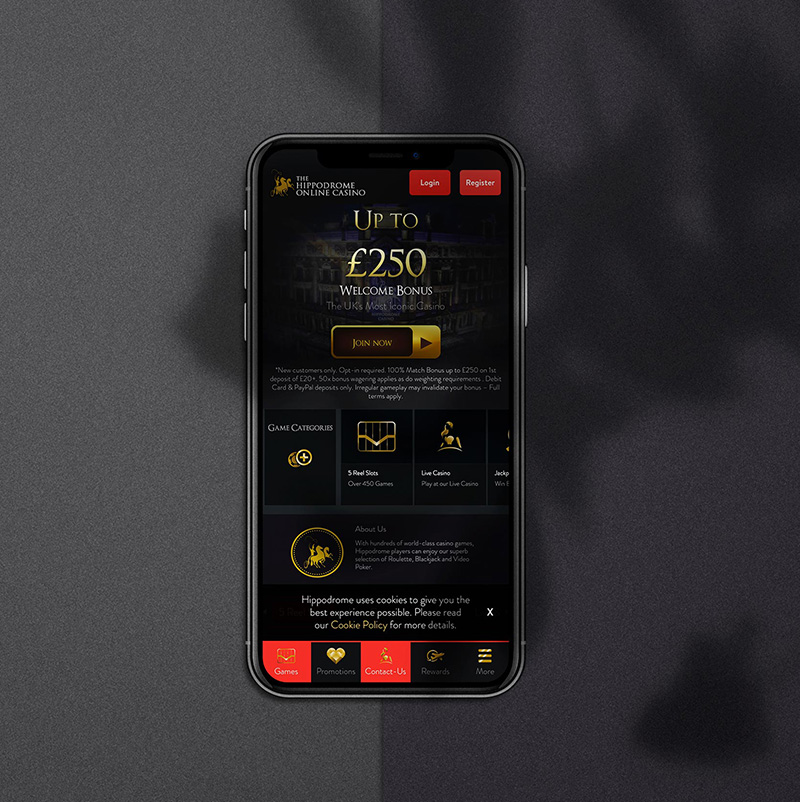 THE
HIPPODROME
ONLINE CASINO
Login
Register
UP TO
£250
WELCOME BONUS
The UK's Most Iconic Casino
JOIN NOW
*New customers only. Opt-in required. 100% Match Bonus up to £250 on 1st
deposit of £20+. 50x bonus wagering applies as do weighting requirements . Debit
Card & PayPal deposits only. Irregular gameplay may invalidate your bonus – Full
terms apply.
GAME CATEGORIES
5 Reel Slots
Over 450 Games
Live Casino
Play at our Live Casino
Jackp
Win
About Us
With hundreds of world-class casino games,
Hippodrome players can enjoy our superb
selection of Roulette, Blackjack and Video
Poker.
Hippodrome uses cookies to give you the
best experience possible. Please read
our Cookie Policy for more details.
X
Games
Promotions
Contact-Us
Rewards
More